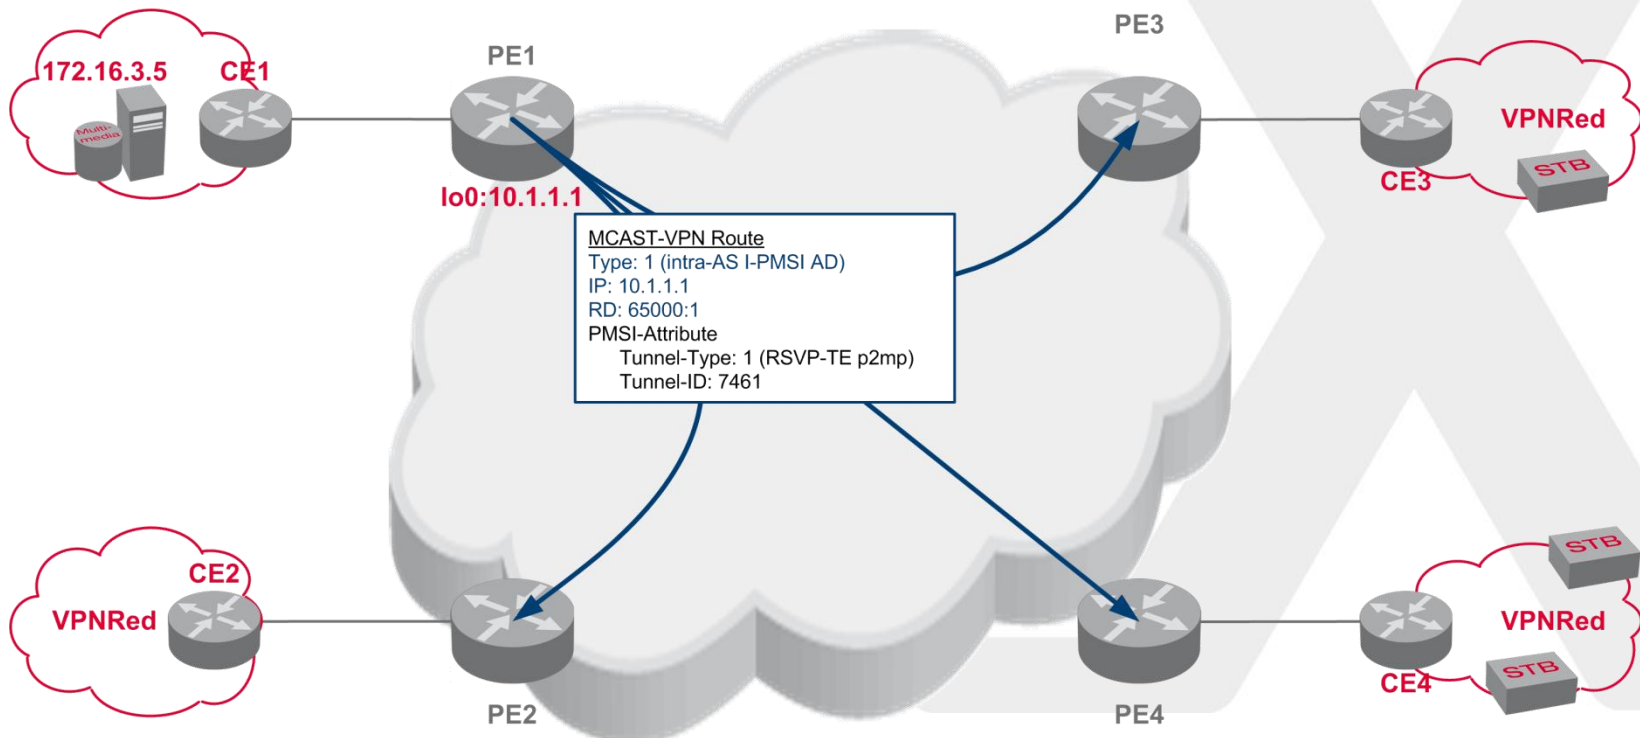 172.16.3.5
CE1
Multi-
media
PE1
lo0:10.1.1.1
PE3
CE3
VPNRed
STB
MCAST-VPN Route
Type: 1 (intra-AS I-PMSI AD)
IP: 10.1.1.1
RD: 65000:1
PMSI-Attribute
Tunnel-Type: 1 (RSVP-TE p2mp)
Tunnel-ID: 7461
CE2
VPNRed
PE2
PE4
CE4
STB
VPNRed
STB